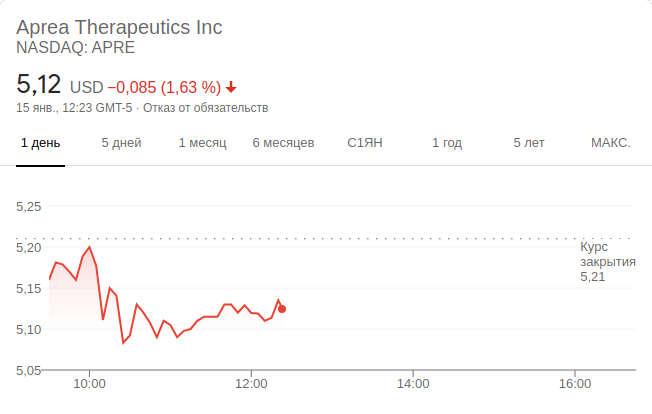 Aprea Therapeutics Inc
NASDAQ: APRE
5,12 USD −0,085 (1,63 %)
15 янв., 12:23 GMT-5 · Отказ от обязательств
1 день 5 дней 1 месяц 6 месяцев С1ЯН 1 год 5 лет МАКС.
5,25
5,20
Курс
закрытия
5,21
5,15
5,10
5,05
10:00 12:00 14:00 16:00